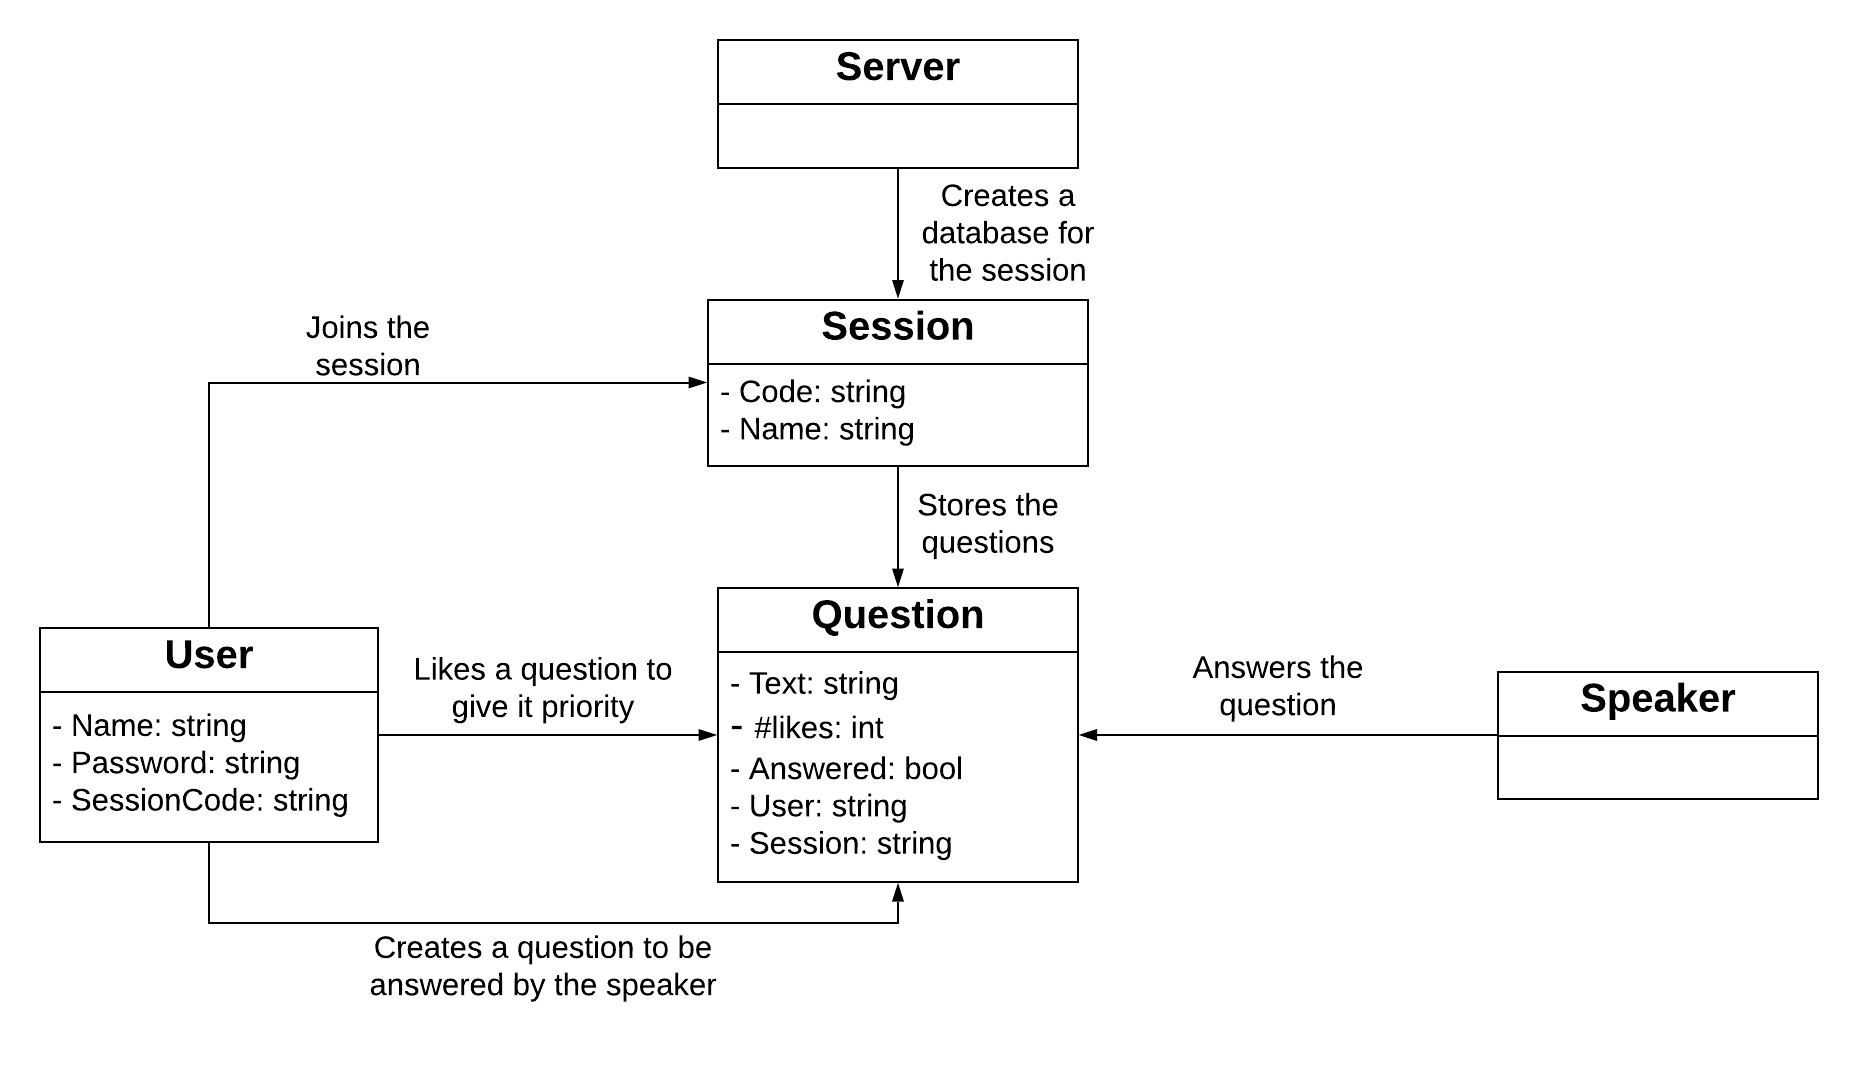 Server
Creates a
database for
the session
Session
- Code: string
- Name: string
Joins the
session
Stores the
questions
User
- Name: string
- Password: string
- SessionCode: string
Likes a question to
give it priority
Question
- Text: string
- #likes: int
- Answered: bool
- User: string
- Session: string
Answers the
question
Speaker
Creates a question to be
answered by the speaker